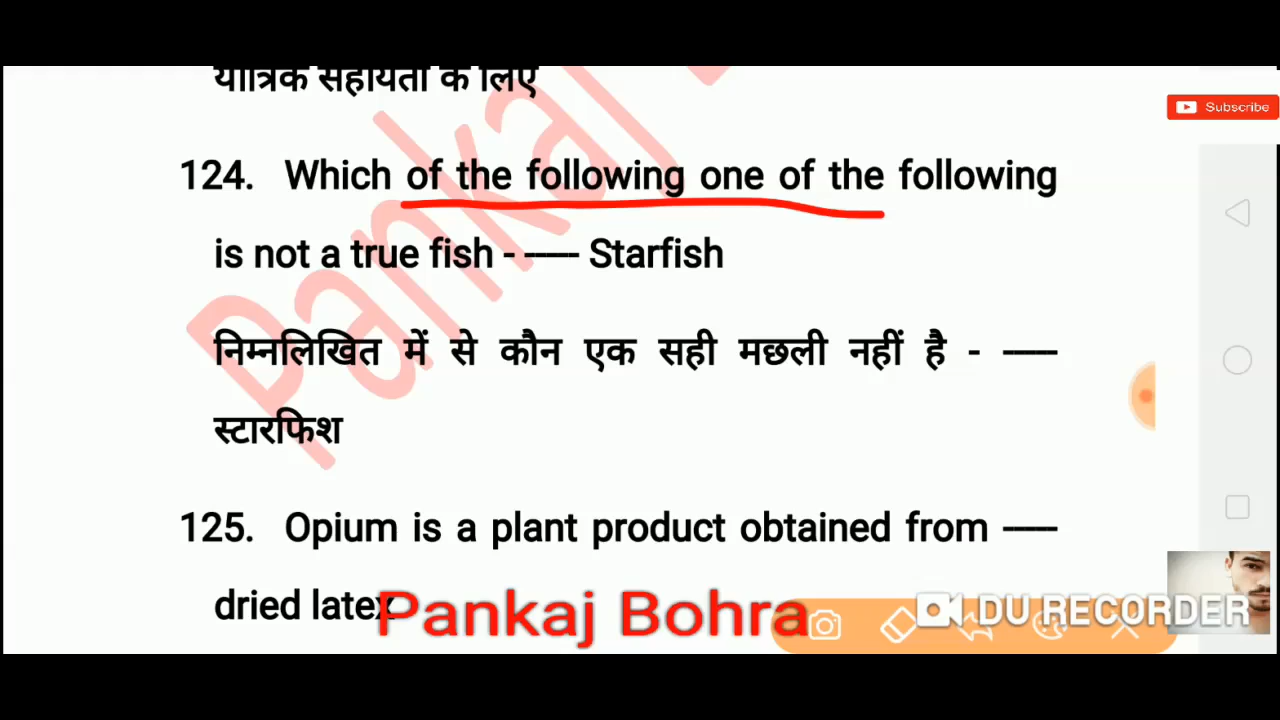 यांत्रिक सहायता के लिए
Subscribe
124. Which of the following one of the following
is not a true fish - ----- Starfish
निम्नलिखित में से कौन एक सही मछली नहीं है - -----
स्टारफिश
125. Opium is a plant product obtained from -----
dried latex
Pankaj Bohra
DU RECORDER
Pankaj